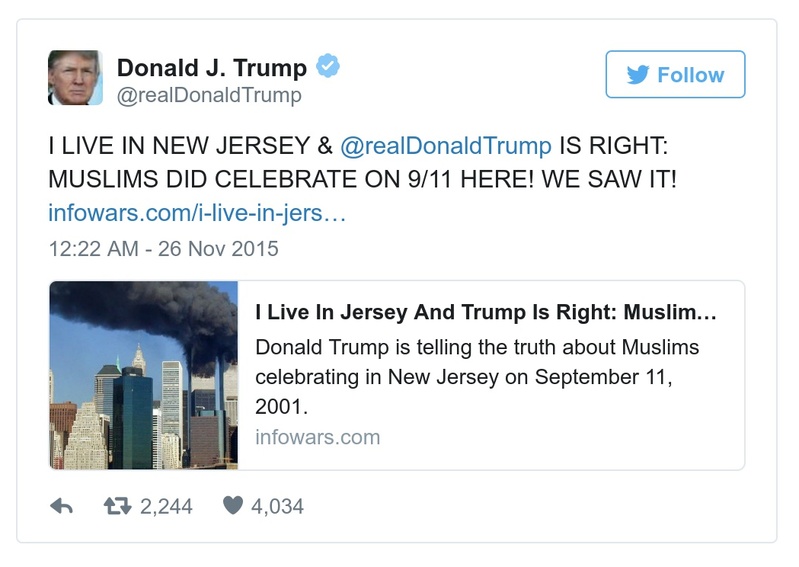 Donald J. Trump
@realDonaldTrump
Follow
I LIVE IN NEW JERSEY & @realDonaldTrump IS RIGHT:
MUSLIMS DID CELEBRATE ON 9/11 HERE! WE SAW IT!
infowars.com/i-live-in-jers…
12:22 AM - 26 Nov 2015
I Live In Jersey And Trump Is Right: Muslim…
Donald Trump is telling the truth about Muslims
celebrating in New Jersey on September 11,
2001.
infowars.com
2,244 4,034